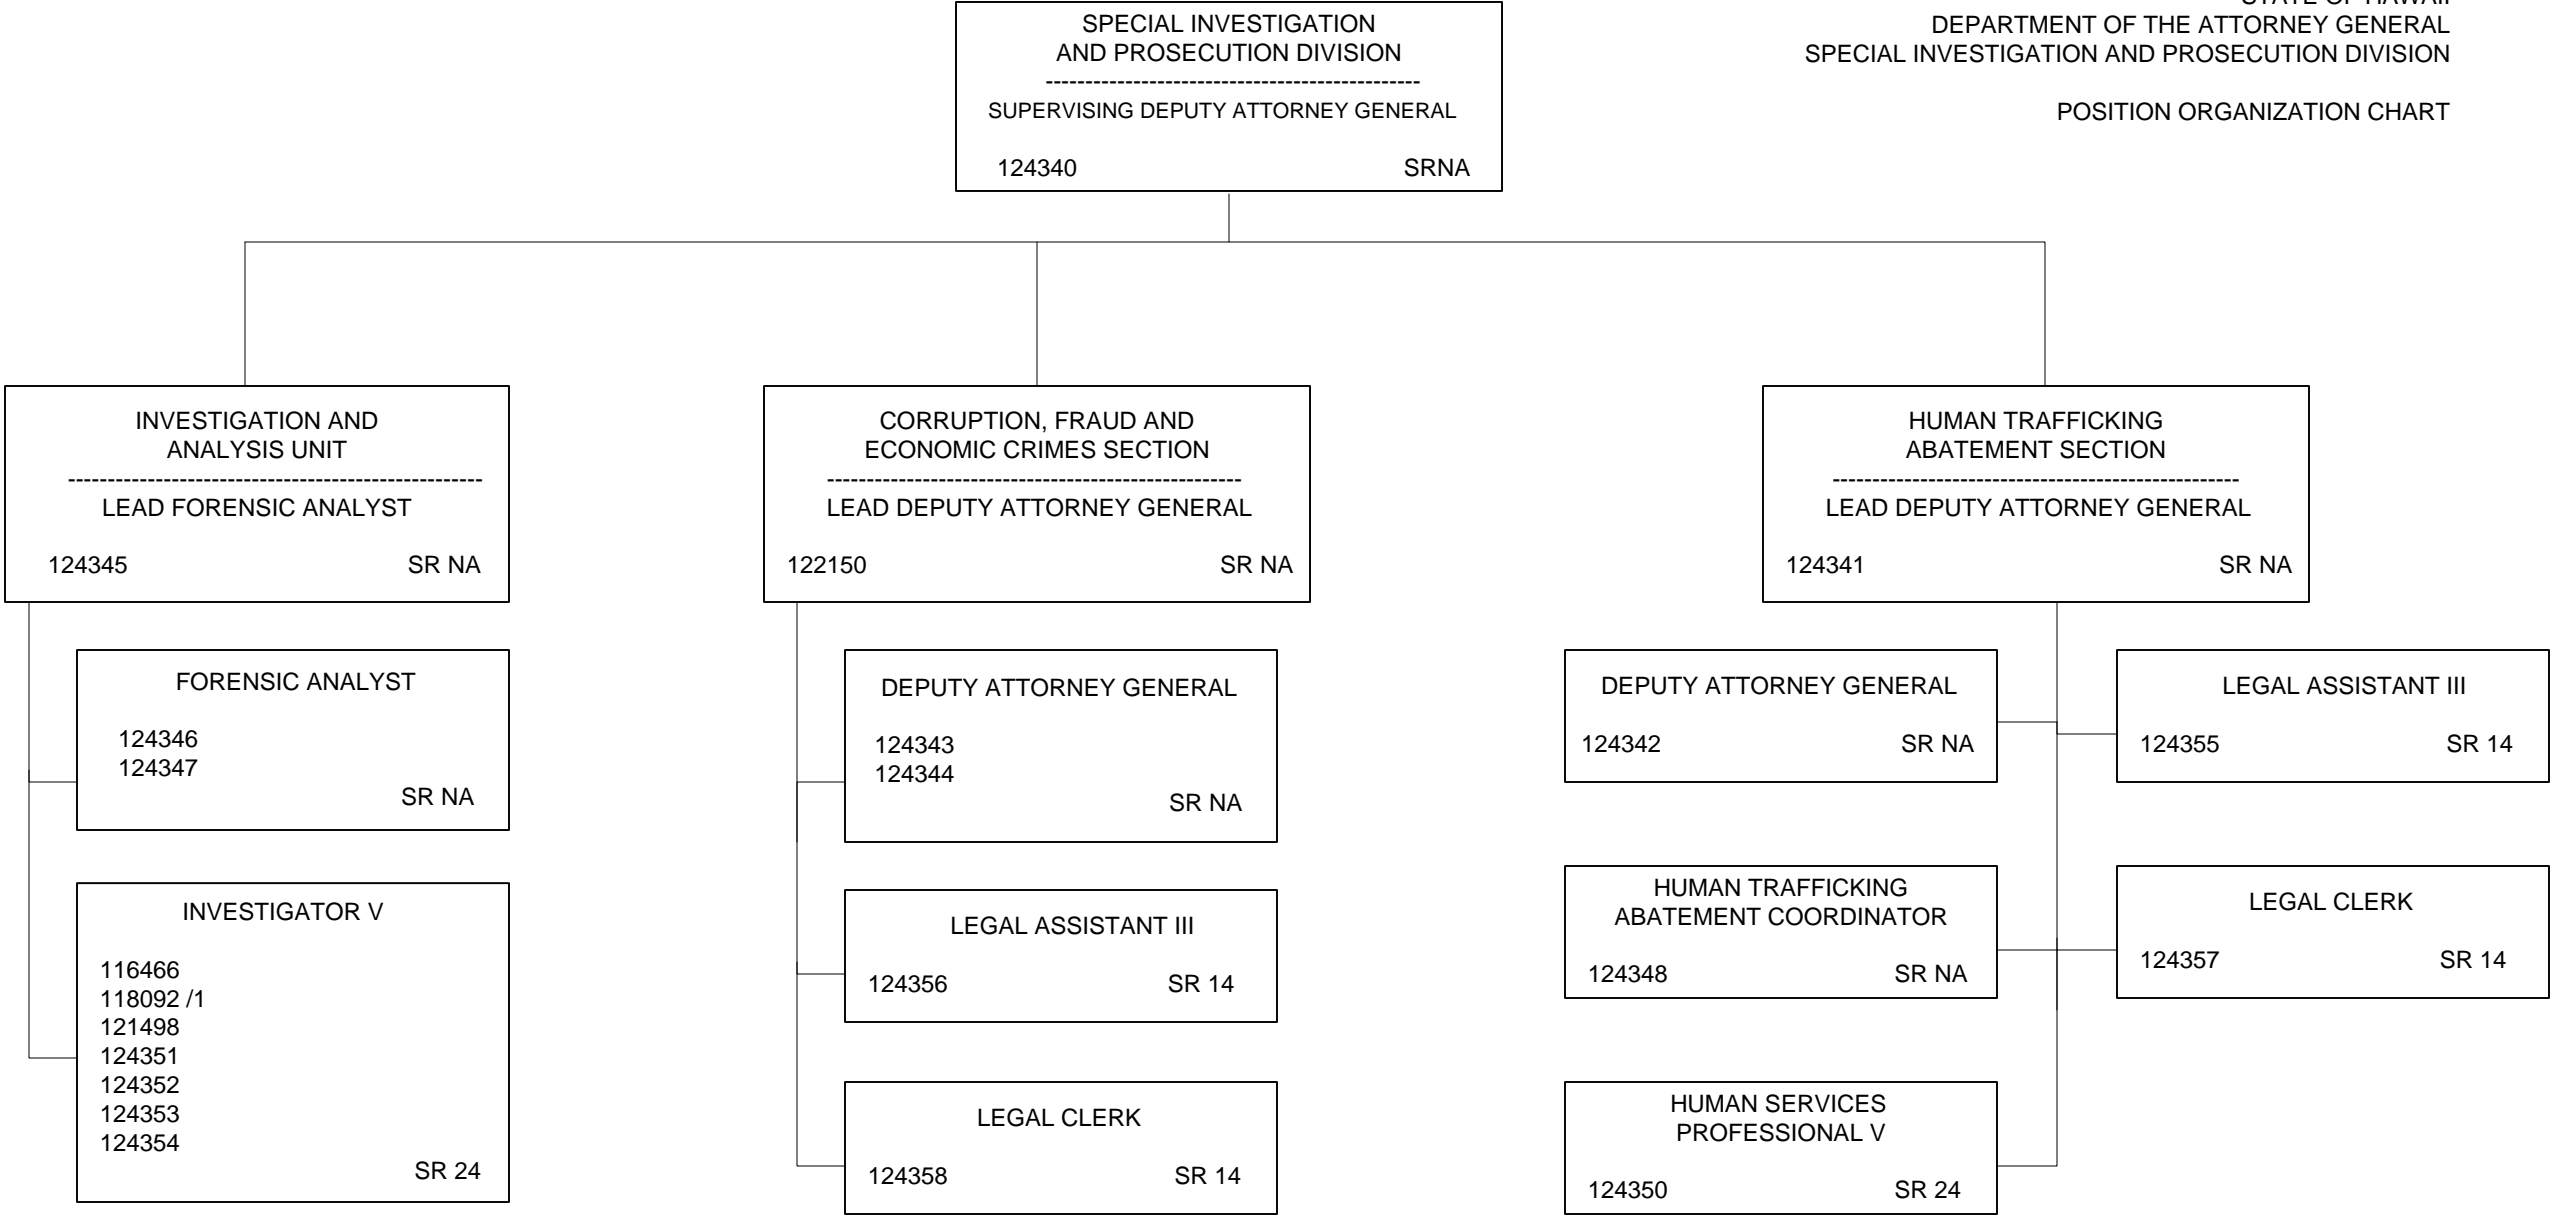 STATE OF HAWAII
DEPARTMENT OF THE ATTORNEY GENERAL
SPECIAL INVESTIGATION AND PROSECUTION DIVISION
POSITION ORGANIZATION CHART
SPECIAL INVESTIGATION
AND PROSECUTION DIVISION
-----------------------------------------------
SUPERVISING DEPUTY ATTORNEY GENERAL
124340 SRNA
INVESTIGATION AND
ANALYSIS UNIT
----------------------------------------------------
LEAD FORENSIC ANALYST
124345 SR NA
FORENSIC ANALYST
124346
124347
SR NA
INVESTIGATOR V
116466
118092 /1
121498
124351
124352
124353
124354
SR 24
CORRUPTION, FRAUD AND
ECONOMIC CRIMES SECTION
----------------------------------------------------
LEAD DEPUTY ATTORNEY GENERAL
122150 SR NA
DEPUTY ATTORNEY GENERAL
124343
124344
SR NA
LEGAL ASSISTANT III
124356 SR 14
LEGAL CLERK
124358 SR 14
HUMAN TRAFFICKING
ABATEMENT SECTION
---------------------------------------------------
LEAD DEPUTY ATTORNEY GENERAL
124341 SR NA
DEPUTY ATTORNEY GENERAL
124342 SR NA
LEGAL ASSISTANT III
124355 SR 14
HUMAN TRAFFICKING
ABATEMENT COORDINATOR
124348 SR NA
LEGAL CLERK
124357 SR 14
HUMAN SERVICES
PROFESSIONAL V
124350 SR 24